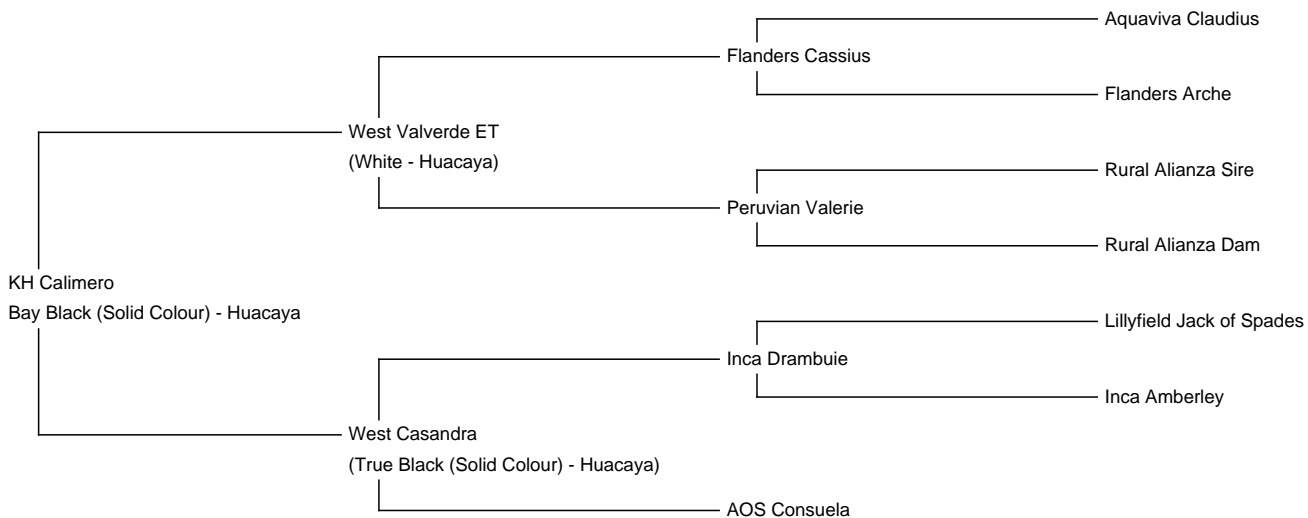 Aquaviva Claudius
Flanders Cassius
Flanders Arche
West Valverde ET
(White - Huacaya)
Rural Alianza Sire
Peruvian Valerie
Rural Alianza Dam
KH Calimero
Bay Black (Solid Colour) - Huacaya
Lillyfield Jack of Spades
Inca Drambuie
Inca Amberley
West Casandra
(True Black (Solid Colour) - Huacaya)
AOS Consuela